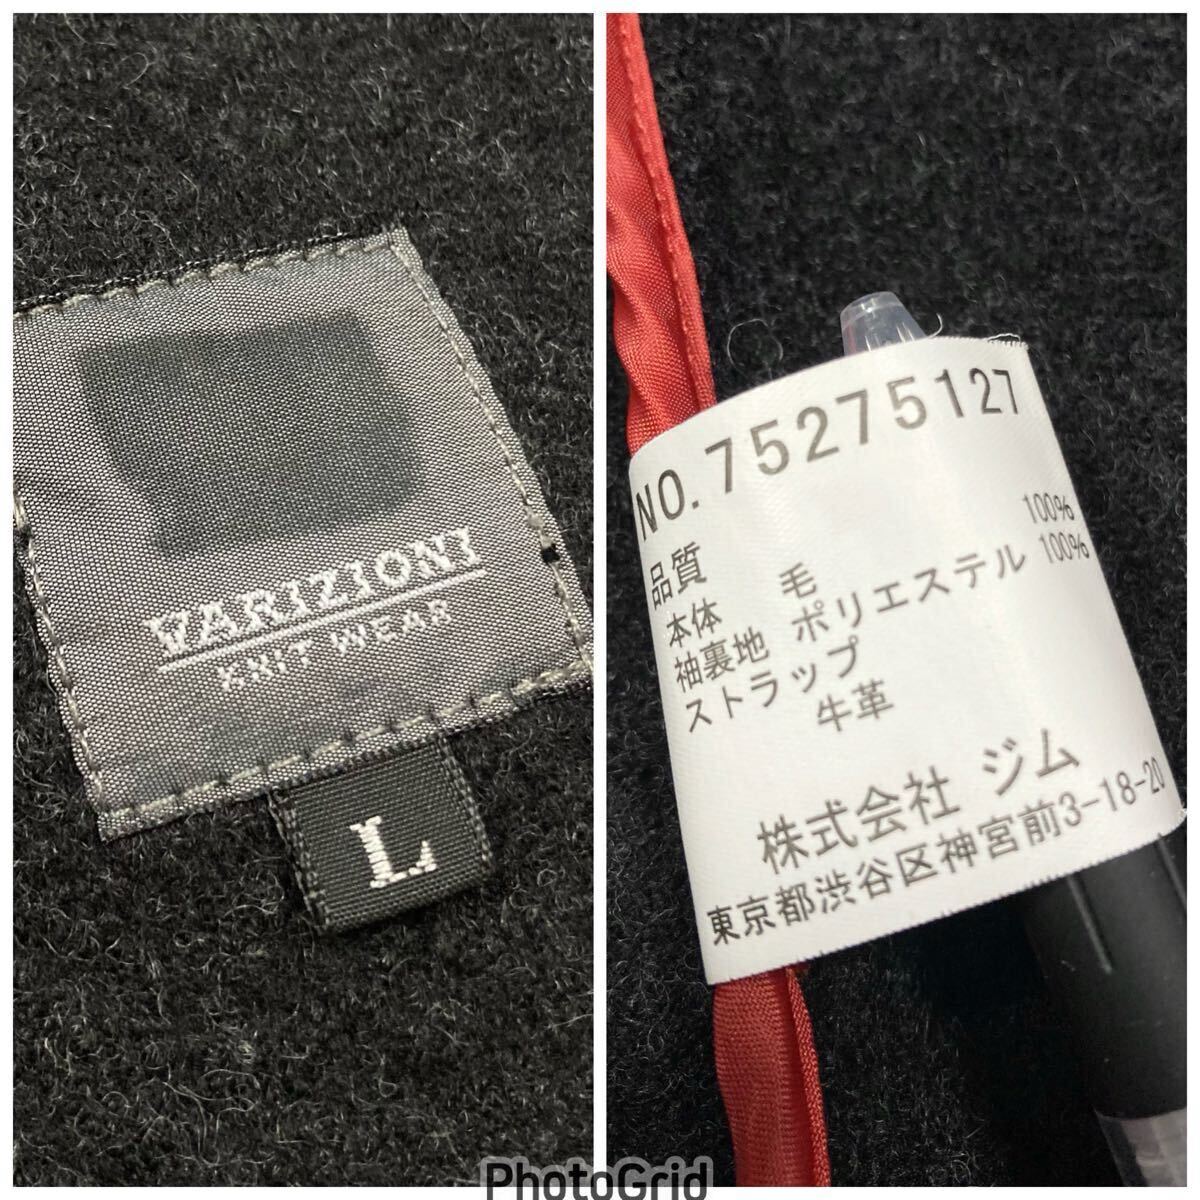 VARIZIONI
KNIT WEAR
L
NO. 75275127
品質
本体 毛 100%
袖裏地 ポリエステル 100%
ストラップ
牛革
株式会社 ジム
東京都渋谷区神宮前3-18-20
PhotoGrid